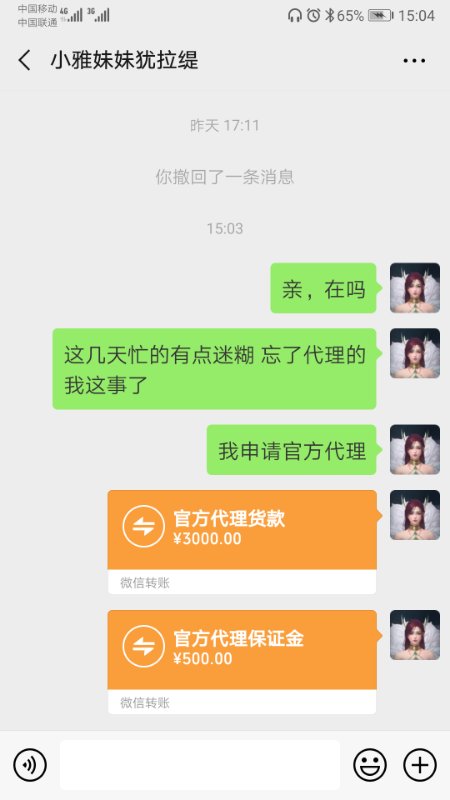 中国移动 4G 3G
中国联通
65% 15:04
小雅妹妹犹拉缇
昨天 17:11
你撤回了一条消息
15:03
亲，在吗
这几天忙的有点迷糊 忘了代理的
我这事了
我申请官方代理
官方代理货款
¥3000.00
微信转账
官方代理保证金
¥500.00
微信转账